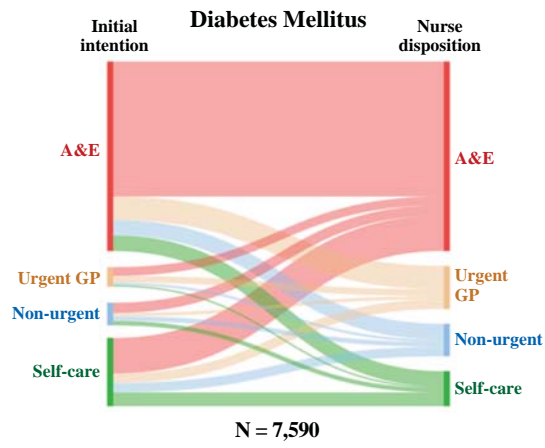 Diabetes Mellitus
Initial
intention
Nurse
disposition
A&E
Urgent GP
Non-urgent
Self-care
A&E
Urgent
GP
Non-urgent
Self-care
N = 7,590